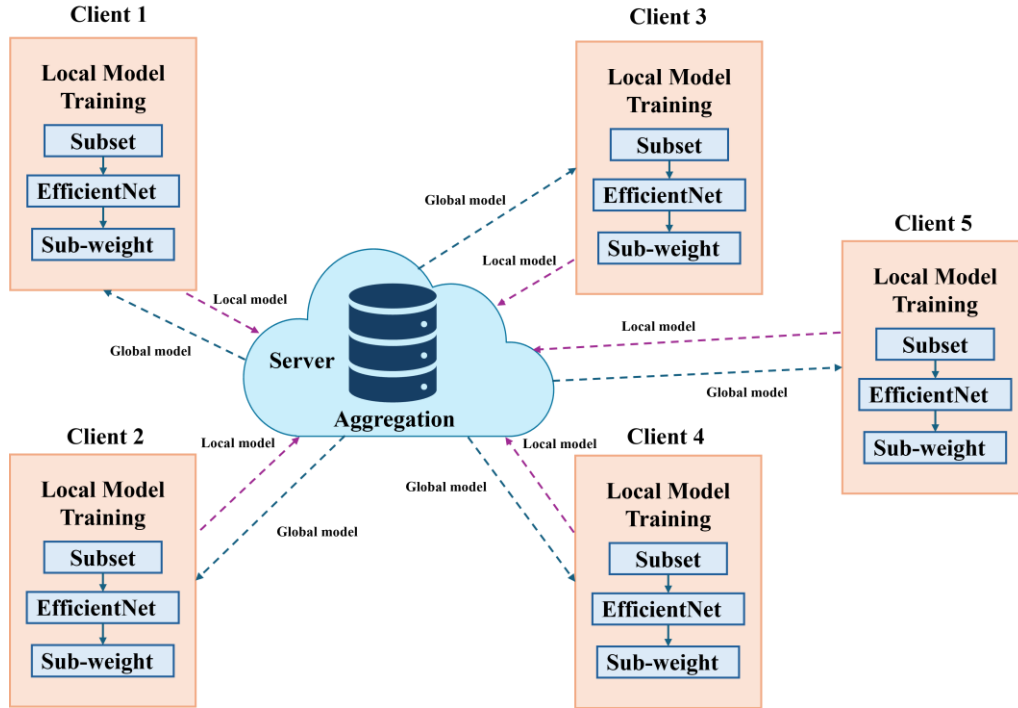 Client 1
Local Model
Training
Subset
EfficientNet
Sub-weight
Client 3
Local Model
Training
Subset
EfficientNet
Sub-weight
Client 5
Local Model
Training
Subset
EfficientNet
Sub-weight
Global model
Local model
Local model
Global model
Local model
Global model
Server
Aggregation
Client 2
Local Model
Training
Subset
EfficientNet
Sub-weight
Local model
Global model
Client 4
Local Model
Training
Subset
EfficientNet
Sub-weight
Local model
Global model